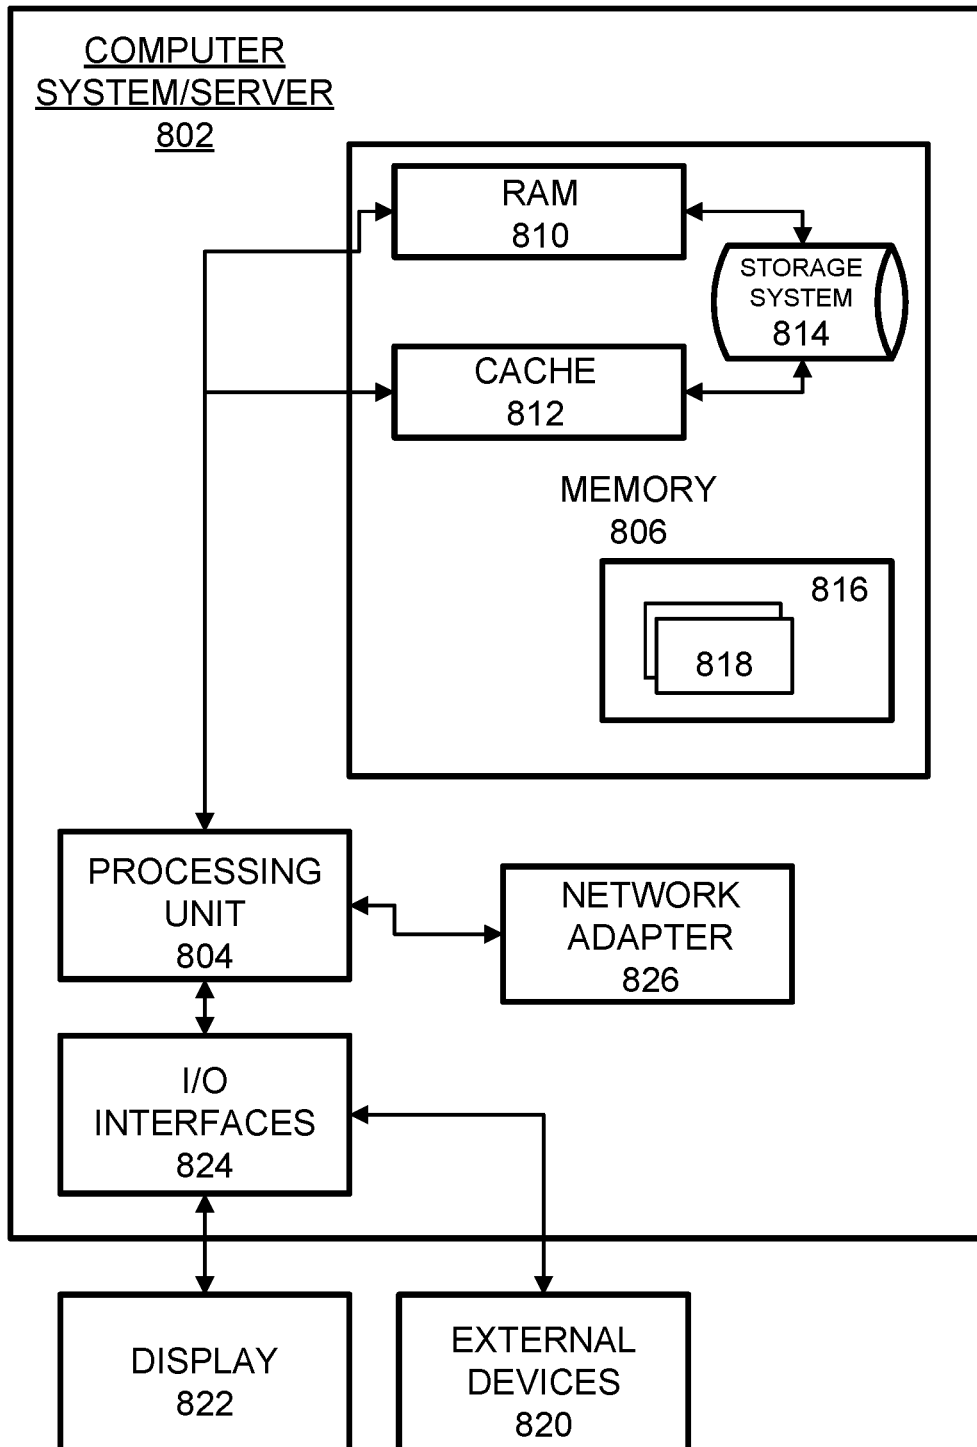 COMPUTER
SYSTEM/SERVER
802
RAM
810
STORAGE
SYSTEM
814
CACHE
812
MEMORY
806
816
818
PROCESSING
UNIT
804
NETWORK
ADAPTER
826
I/O
INTERFACES
824
DISPLAY
822
EXTERNAL
DEVICES
820